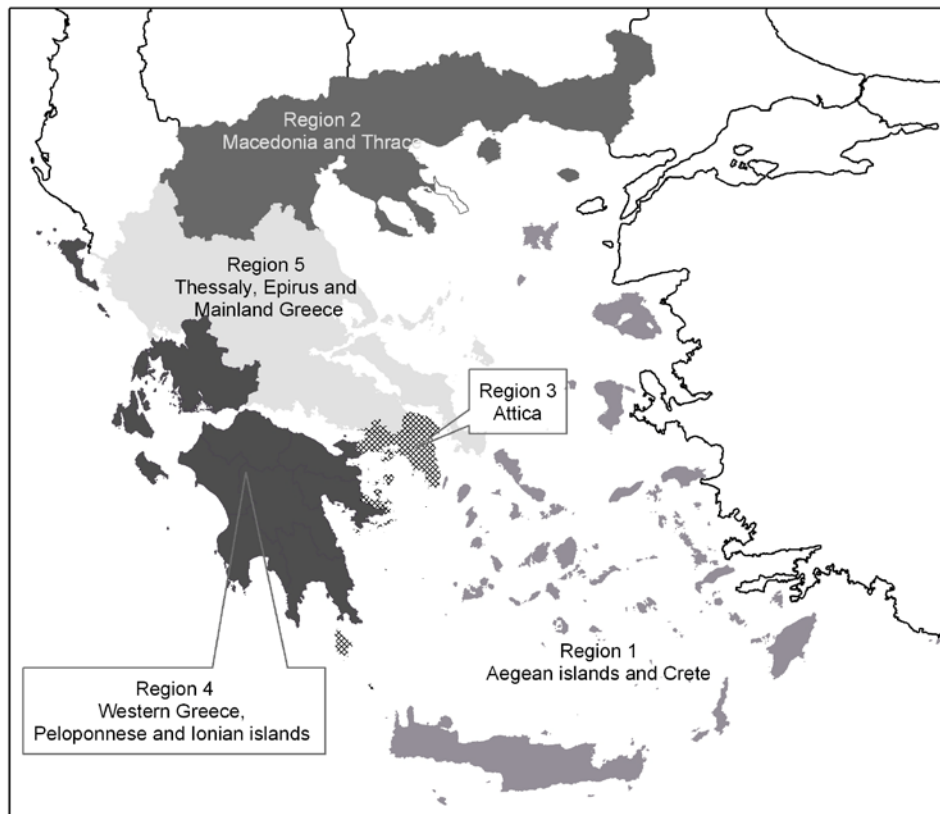 Region 2
Macedonia and Thrace
Region 5
Thessaly, Epirus and
Mainland Greece
Region 3
Attica
Region 1
Aegean islands and Crete
Region 4
Western Greece,
Peloponnese and Ionian islands